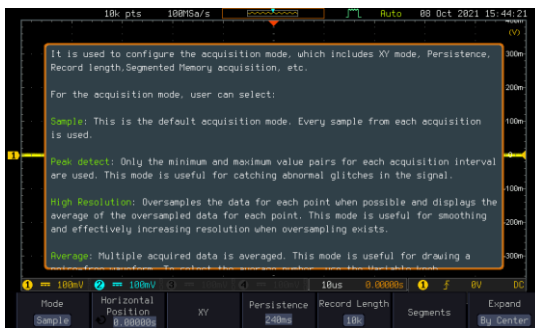 10k pts 100MSa/s Auto 08 Oct 2021 15:44:21
(V)
It is used to configure the acquisition mode, which includes XY mode, Persistence,
300m
Record length,Segmented Memory acquisition, etc.
For the acquisition mode, user can select:
200m
Sample: This is the default acquisition mode. Every sample from each acquisition
is used.
1
Peak detect: Only the minimum and maximum value pairs for each acquisition interval
are used. This mode is useful for catching abnormal glitches in the signal.
-100m
High Resolution: Oversamples the data for each point when possible and displays the
average of the oversampled data for each point. This mode is useful for smoothing
-200m
and effectively increasing resolution when oversampling exists.
Average: Multiple acquired data is averaged. This mode is useful for drawing a
-300m
1 100mV 2 100mV 3 4 10us 0.00000s 1 0V DC
Mode Horizontal Position XY Persistence Record Length Segments Expand
Sample 0.00000s 240ms 10k By Center